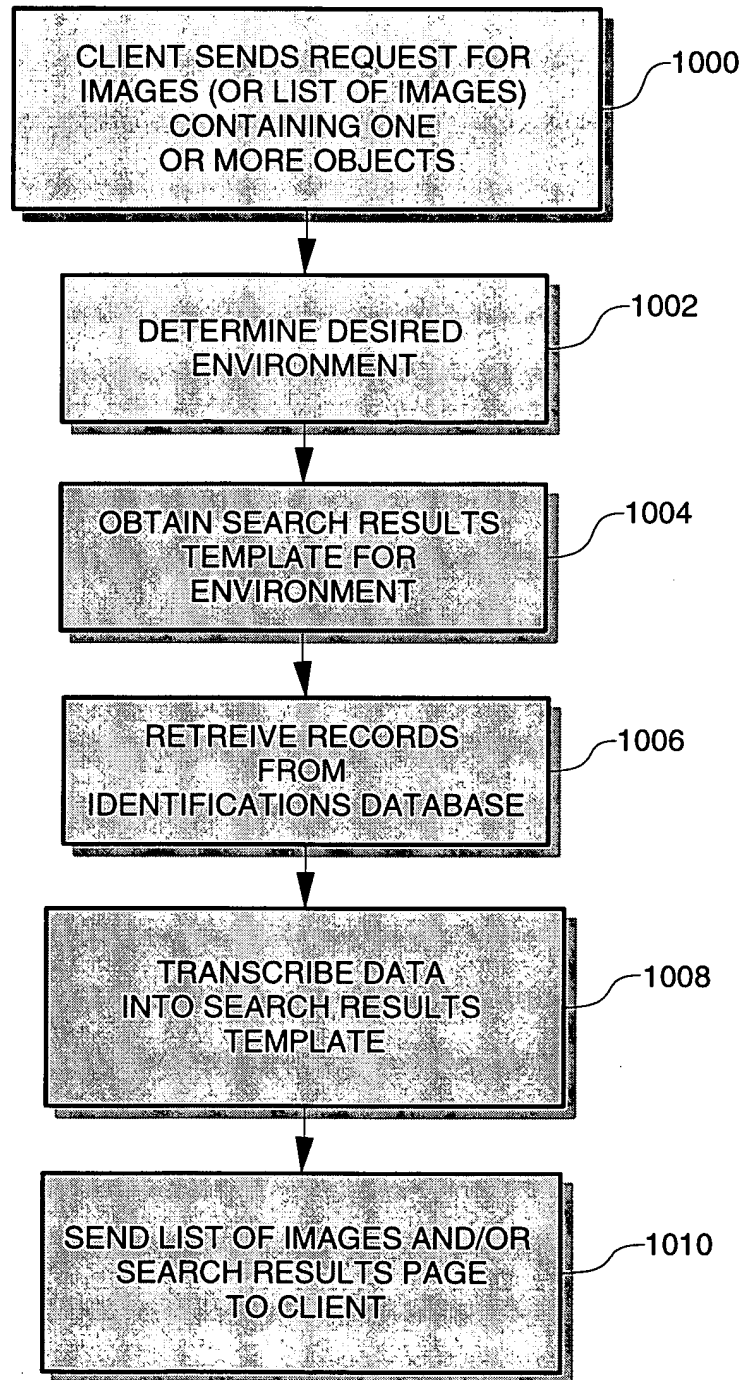 CLIENT SENDS REQUEST FOR
IMAGES (OR LIST OF IMAGES)
CONTAINING ONE
OR MORE OBJECTS
1000
DETERMINE DESIRED
ENVIRONMENT
1002
OBTAIN SEARCH RESULTS
TEMPLATE FOR
ENVIRONMENT
1004
RETREIVE RECORDS
FROM
IDENTIFICATIONS DATABASE
1006
TRANSCRIBE DATA
INTO SEARCH RESULTS
TEMPLATE
1008
SEND LIST OF IMAGES AND/OR
SEARCH RESULTS PAGE
TO CLIENT
1010